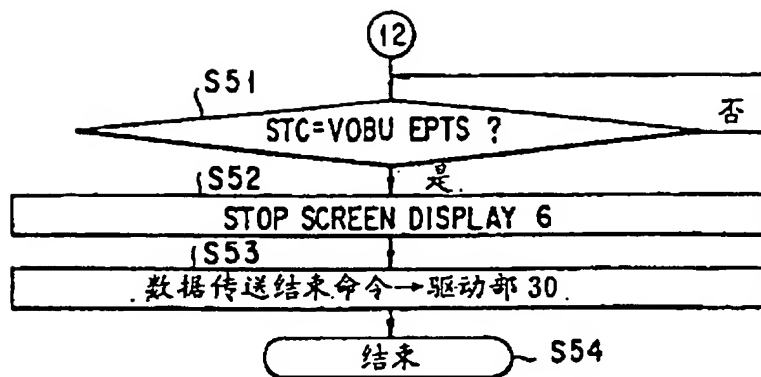 12
S51
STC=VOBU EPTS ?
否
是
S52
STOP SCREEN DISPLAY 6
S53
数据传送结束命令→驱动部 30
结束
S54